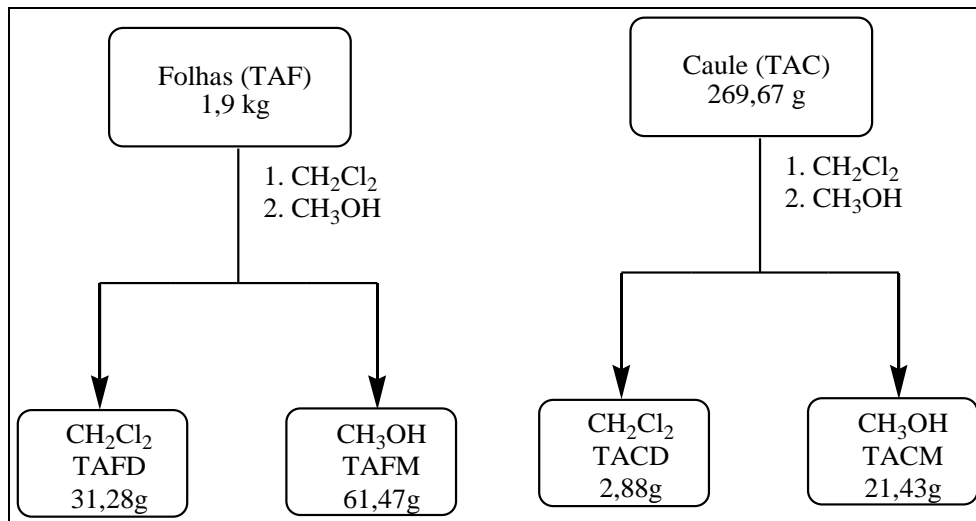 Folhas (TAF)
1,9 kg
1. CH₂Cl₂
2. CH₃OH
CH₂Cl₂
TAFD
31,28g
CH₃OH
TAFM
61,47g
Caule (TAC)
269,67 g
1. CH₂Cl₂
2. CH₃OH
CH₂Cl₂
TACD
2,88g
CH₃OH
TACM
21,43g